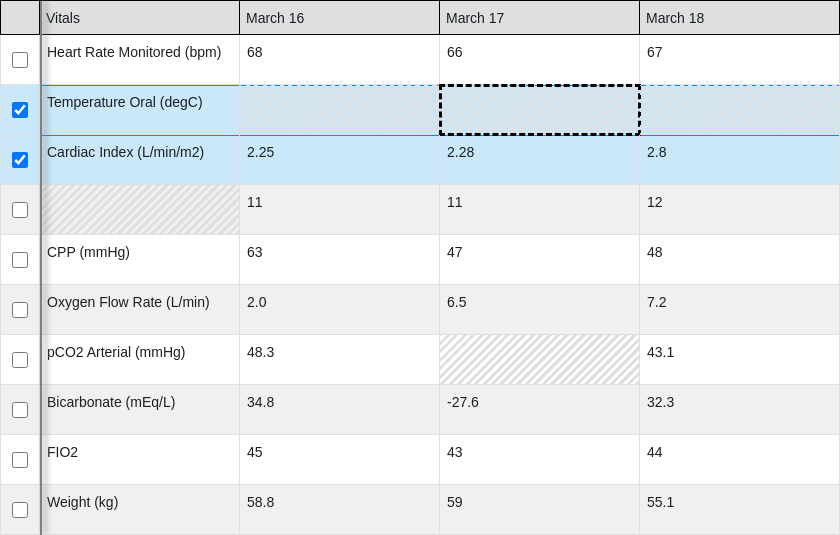 Vitals March 16 March 17 March 18
Heart Rate Monitored (bpm) 68 66 67
Temperature Oral (degC)
Cardiac Index (L/min/m2) 2.25 2.28 2.8
11 11 12
CPP (mmHg) 63 47 48
Oxygen Flow Rate (L/min) 2.0 6.5 7.2
pCO2 Arterial (mmHg) 48.3 43.1
Bicarbonate (mEq/L) 34.8 -27.6 32.3
FIO2 45 43 44
Weight (kg) 58.8 59 55.1